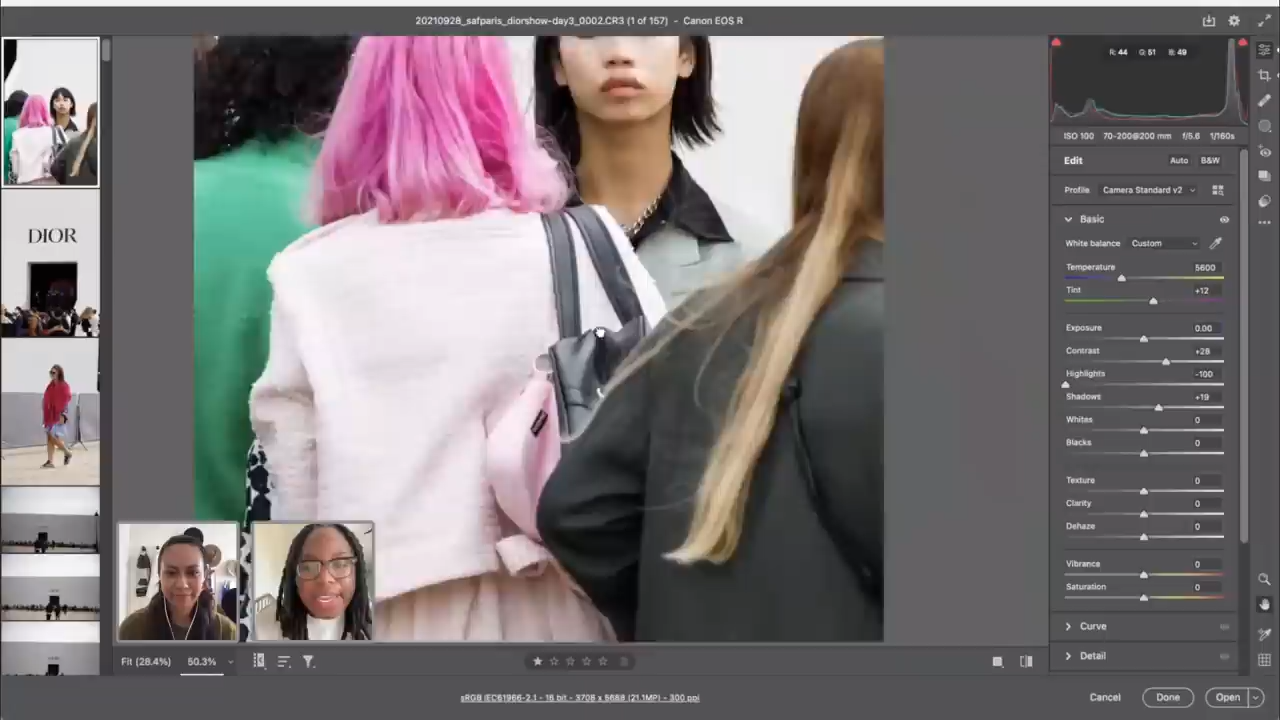 20210928_safparis_diorshow-day3_0002.CR3 (1 of 157) - Canon EOS R
R: 44 G: 51 B: 49
ISO 100 70-200@200 mm f/5.6 1/160s
Edit Auto B&W
Profile Camera Standard v2
Basic
White balance Custom
Temperature 5600
Tint +12
Exposure 0.00
Contrast +28
Highlights -100
Shadows +19
Whites 0
Blacks 0
Texture 0
Clarity 0
Dehaze 0
Vibrance 0
Saturation 0
Curve
Detail
DIOR
Fit (28.4%) 50.3%
sRGB IEC61966-2.1 - 16 bit - 3708 x 5668 (21.1MP) - 300 ppi
Cancel Done Open